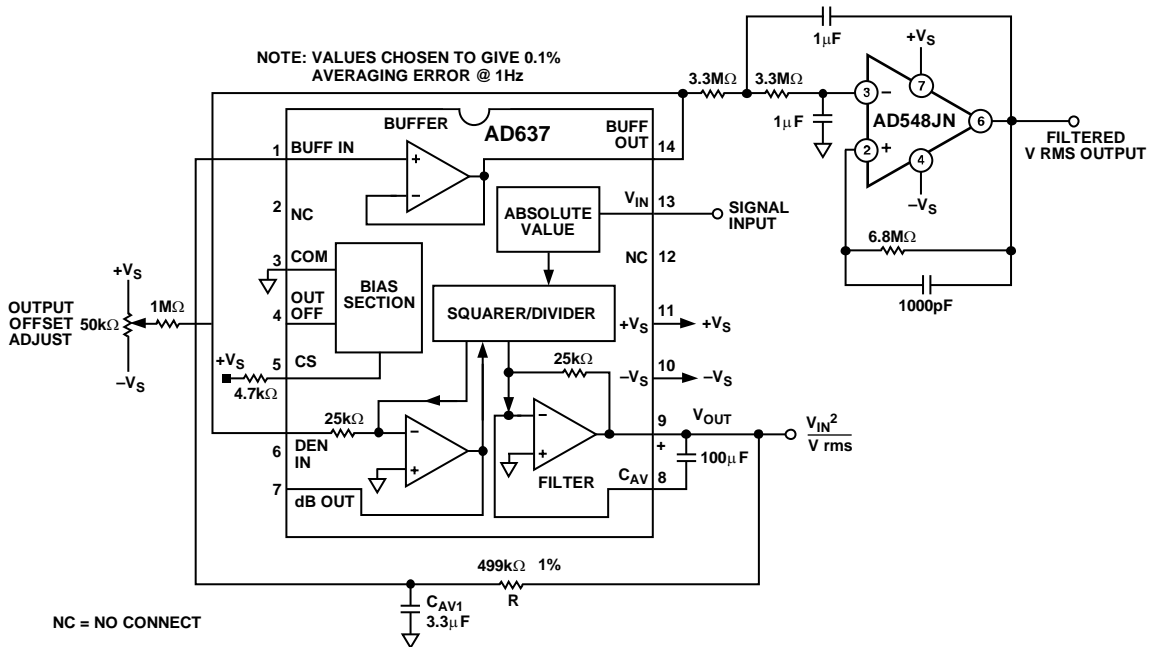 NOTE: VALUES CHOSEN TO GIVE 0.1%
AVERAGING ERROR @ 1Hz
1µF
+VS
3.3MΩ
3.3MΩ
7
3
–
AD548JN
6
1µF
2
+
4
–VS
FILTERED
V RMS OUTPUT
6.8MΩ
1000pF
BUFFER
AD637
BUFF
OUT
14
1
BUFF IN
+
–
2
NC
ABSOLUTE
VALUE
VIN
13
SIGNAL
INPUT
3
COM
NC
12
BIAS
SECTION
OUT
OFF
4
SQUARER/DIVIDER
+VS
11
+VS
+VS
OUTPUT
OFFSET
ADJUST
50kΩ
1MΩ
–VS
5
CS
+VS
4.7kΩ
25kΩ
–VS
10
–VS
25kΩ
6
DEN
IN
–
+
–
+
FILTER
VOUT
9
+
100µF
CAV
8
VIN2
V rms
7
dB OUT
499kΩ 1%
R
CAV1
3.3µF
NC = NO CONNECT